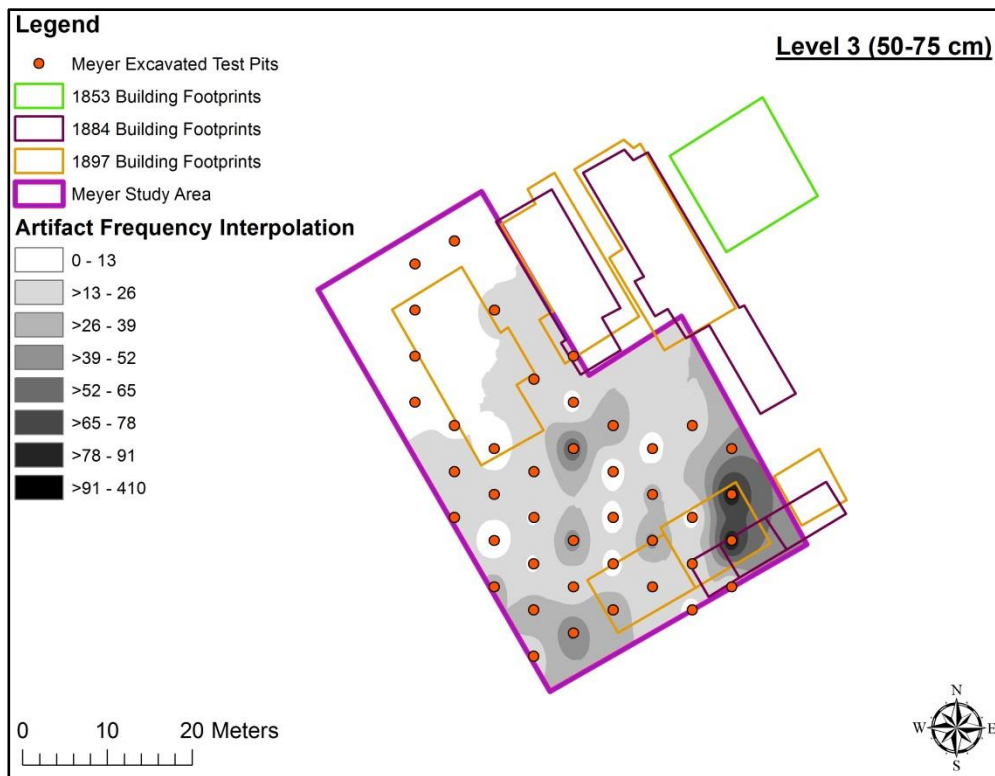 Legend
Meyer Excavated Test Pits
1853 Building Footprints
1884 Building Footprints
1897 Building Footprints
Meyer Study Area
Artifact Frequency Interpolation
0 - 13
>13 - 26
>26 - 39
>39 - 52
>52 - 65
>65 - 78
>78 - 91
>91 - 410
Level 3 (50-75 cm)
0 10 20 Meters
N
W E
S